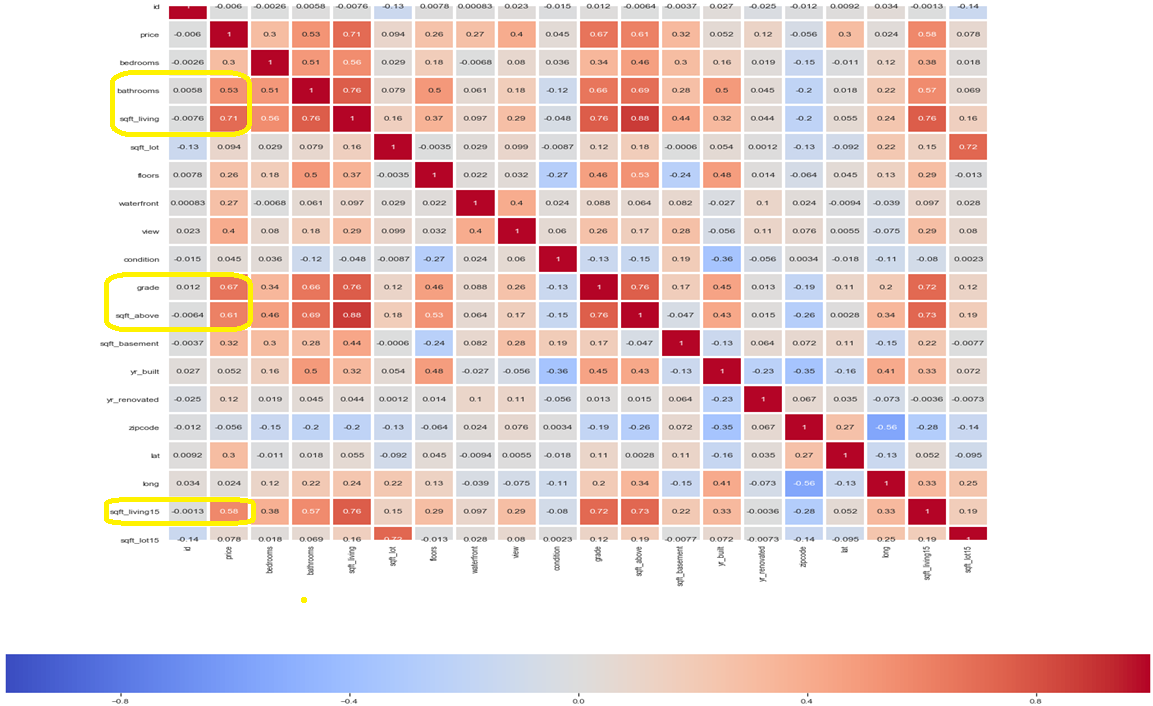 id 1 -0.006 -0.0026 0.0058 -0.0076 -0.13 0.0078 0.00083 0.023 -0.015 0.012 -0.0064 -0.0037 0.027 -0.025 -0.012 0.0092 0.034 -0.0013 -0.14
price -0.006 1 0.3 0.53 0.71 0.094 0.26 0.27 0.4 0.045 0.67 0.61 0.32 0.052 0.12 -0.056 0.3 0.024 0.58 0.078
bedrooms -0.0026 0.3 1 0.51 0.56 0.029 0.18 -0.0068 0.08 0.036 0.34 0.46 0.3 0.16 0.019 -0.15 -0.011 0.12 0.38 0.018
bathrooms 0.0058 0.53 0.51 1 0.76 0.079 0.5 0.061 0.18 -0.12 0.66 0.69 0.28 0.5 0.045 -0.2 0.018 0.22 0.57 0.069
sqft_living -0.0076 0.71 0.56 0.76 1 0.16 0.37 0.097 0.29 -0.048 0.76 0.88 0.44 0.32 0.044 -0.2 0.055 0.24 0.76 0.16
sqft_lot -0.13 0.094 0.029 0.079 0.16 1 -0.0035 0.029 0.099 -0.0087 0.12 0.18 -0.0006 0.054 0.0012 -0.13 -0.092 0.22 0.15 0.72
floors 0.0078 0.26 0.18 0.5 0.37 -0.0035 1 0.022 0.032 -0.27 0.46 0.53 -0.24 0.48 0.014 -0.064 0.045 0.13 0.29 -0.013
waterfront 0.00083 0.27 -0.0068 0.061 0.097 0.029 0.022 1 0.4 0.024 0.088 0.064 0.082 -0.027 0.1 0.024 -0.0094 -0.039 0.097 0.028
view 0.023 0.4 0.08 0.18 0.29 0.099 0.032 0.4 1 0.06 0.26 0.17 0.28 -0.056 0.11 0.076 0.0055 -0.075 0.29 0.08
condition -0.015 0.045 0.036 -0.12 -0.048 -0.0087 -0.27 0.024 0.06 1 -0.13 -0.15 0.19 -0.36 -0.056 0.0034 -0.018 -0.11 -0.08 0.0023
grade 0.012 0.67 0.34 0.66 0.76 0.12 0.46 0.088 0.26 -0.13 1 0.76 0.17 0.45 0.013 -0.19 0.11 0.2 0.72 0.12
sqft_above -0.0064 0.61 0.46 0.69 0.88 0.18 0.53 0.064 0.17 -0.15 0.76 1 -0.047 0.43 0.015 -0.26 0.0028 0.34 0.73 0.19
sqft_basement -0.0037 0.32 0.3 0.28 0.44 -0.0006 -0.24 0.082 0.28 0.19 0.17 -0.047 1 -0.13 0.064 0.072 0.11 -0.15 0.22 -0.0077
yr_built 0.027 0.052 0.16 0.5 0.32 0.054 0.48 -0.027 -0.056 -0.36 0.45 0.43 -0.13 1 -0.23 -0.35 -0.16 0.41 0.33 0.072
yr_renovated -0.025 0.12 0.019 0.045 0.044 0.0012 0.014 0.1 0.11 -0.056 0.013 0.015 0.064 -0.23 1 0.067 0.035 -0.073 -0.0036 -0.0073
zipcode -0.012 -0.056 -0.15 -0.2 -0.2 -0.13 -0.064 0.024 0.076 0.0034 -0.19 -0.26 0.072 -0.35 0.067 1 0.27 -0.56 -0.28 -0.14
lat 0.0092 0.3 -0.011 0.018 0.055 -0.092 0.045 -0.0094 0.0055 -0.018 0.11 0.0028 0.11 -0.16 0.035 0.27 1 -0.13 0.052 -0.095
long 0.034 0.024 0.12 0.22 0.24 0.22 0.13 -0.039 -0.075 -0.11 0.2 0.34 -0.15 0.41 -0.073 -0.56 -0.13 1 0.33 0.25
sqft_living15 -0.0013 0.58 0.38 0.57 0.76 0.15 0.29 0.097 0.29 -0.08 0.72 0.73 0.22 0.33 -0.0036 -0.28 0.052 0.33 1 0.19
sqft_lot15 -0.14 0.078 0.018 0.069 0.16 0.72 -0.013 0.028 0.08 0.0023 0.12 0.19 -0.0077 0.072 -0.0073 -0.14 -0.095 0.25 0.19 1
id price bedrooms bathrooms sqft_living sqft_lot floors waterfront view condition grade sqft_above sqft_basement yr_built yr_renovated zipcode lat long sqft_living15 sqft_lot15
-0.8 -0.4 0.0 0.4 0.8